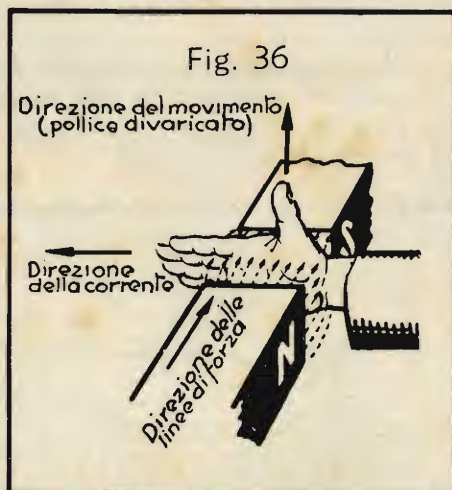 Fig. 36
Direzione del movimento
(pollice divaricato)
S
Direzione
della corrente
Direzione delle
linee di forza
N